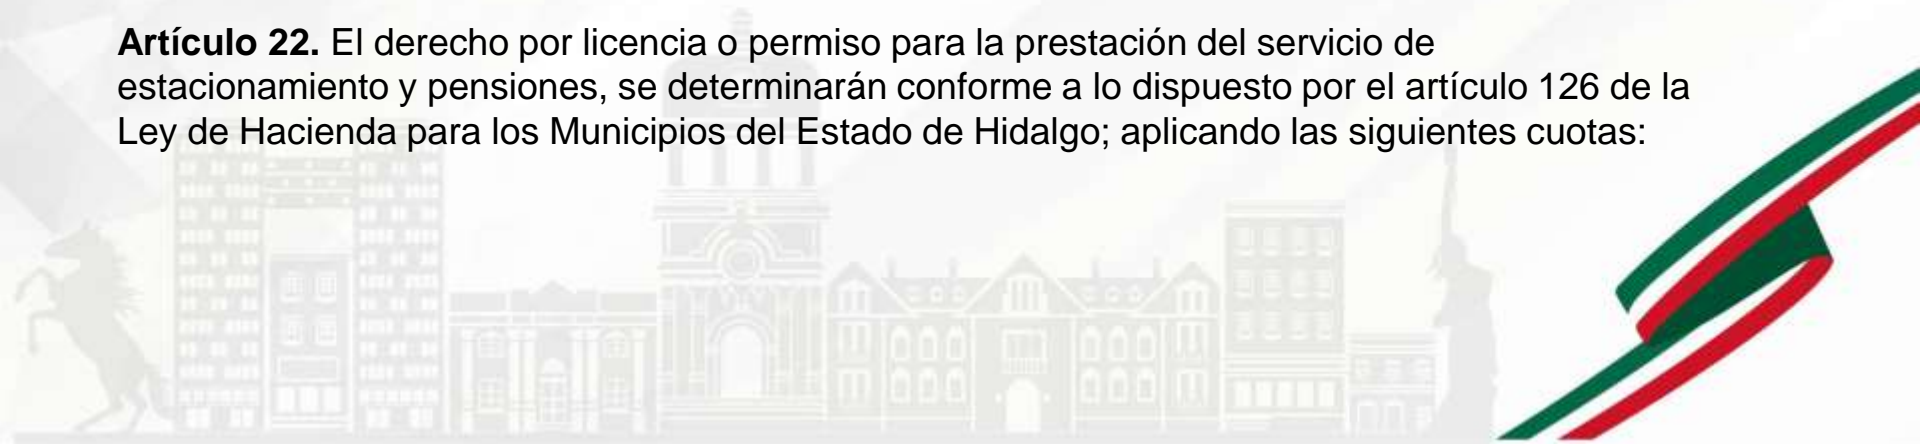 Artículo 22. El derecho por licencia o permiso para la prestación del servicio de
estacionamiento y pensiones, se determinarán conforme a lo dispuesto por el artículo 126 de la
Ley de Hacienda para los Municipios del Estado de Hidalgo; aplicando las siguientes cuotas: